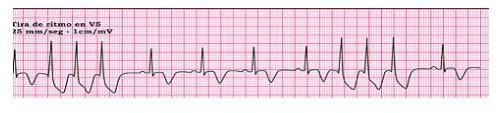 Tira de ritmo en V5
25 mm/seg - 1cm/mV